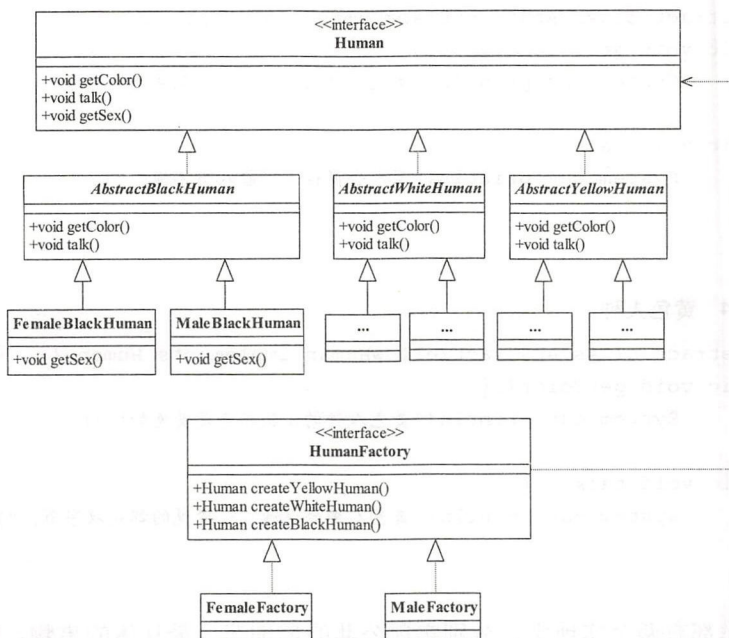 <<interface>>
Human
+void getColor()
+void talk()
+void getSex()
AbstractBlackHuman
+void getColor()
+void talk()
AbstractWhiteHuman
+void getColor()
+void talk()
AbstractYellowHuman
+void getColor()
+void talk()
FemaleBlackHuman
+void getSex()
MaleBlackHuman
+void getSex()
...
...
...
...
<<interface>>
HumanFactory
+Human createYellowHuman()
+Human createWhiteHuman()
+Human createBlackHuman()
FemaleFactory
MaleFactory